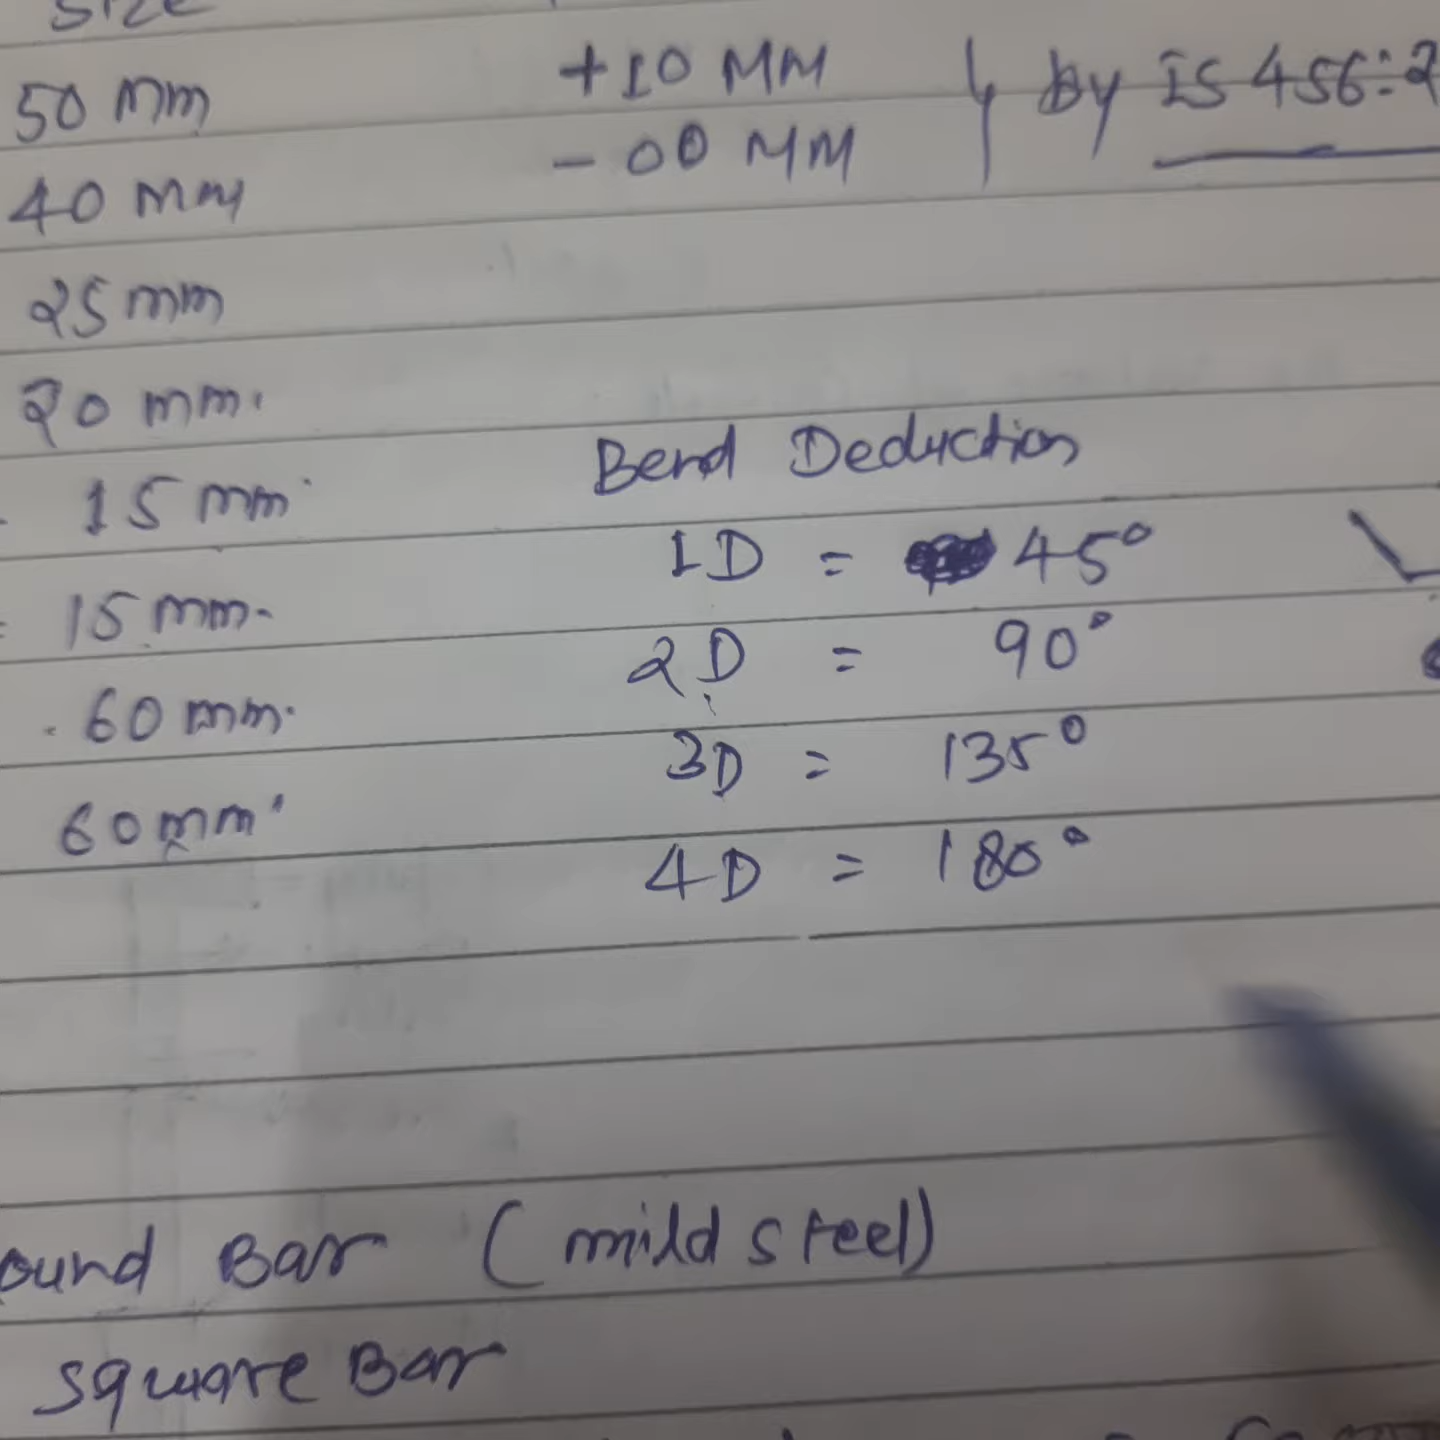 size
50 mm +10 MM } by IS 456:2
40 mm - 00 MM
25 mm
20 mm.
15 mm Bend Deduction
15 mm. 1D = 45°
60 mm. 2D = 90°
60 mm 3D = 135°
4D = 180°
ound Bar (mild steel)
square Bar